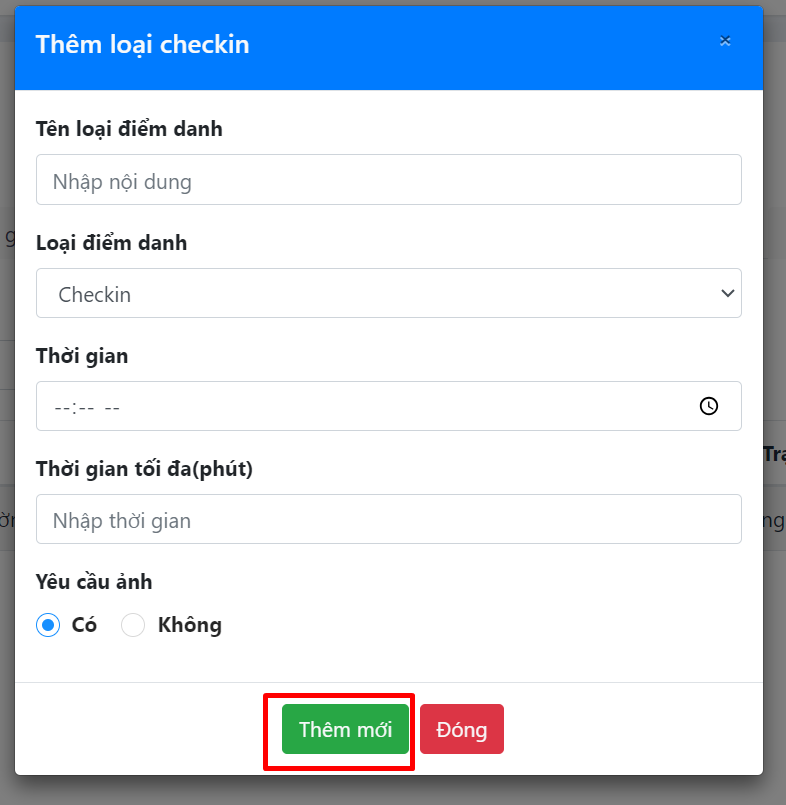 Thêm loại checkin ×
Tên loại điểm danh
Nhập nội dung
Loại điểm danh
Checkin
Thời gian
--:-- --
Thời gian tối đa(phút)
Nhập thời gian
Yêu cầu ảnh
Có Không
Thêm mới Đóng